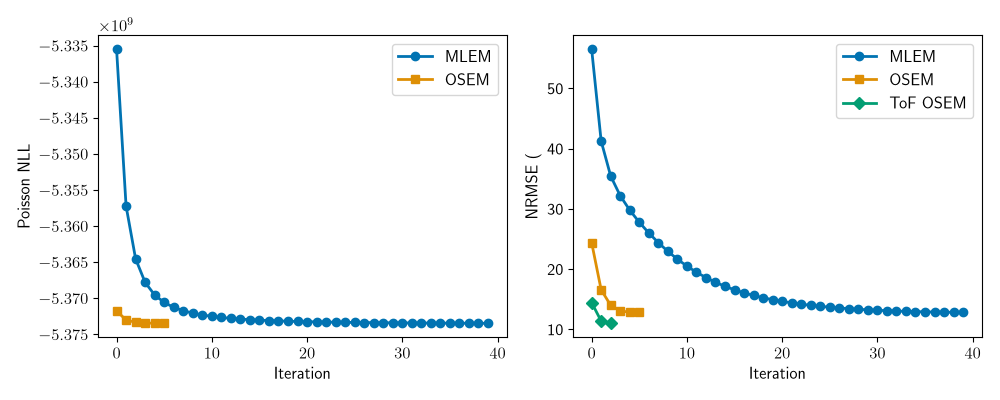 ×10⁹
−5.335
−5.340
−5.345
−5.350
−5.355
−5.360
−5.365
−5.370
−5.375
Poisson NLL
0
10
20
30
40
Iteration
MLEM
OSEM
50
40
30
20
10
NRMSE (
0
10
20
30
40
Iteration
MLEM
OSEM
ToF OSEM